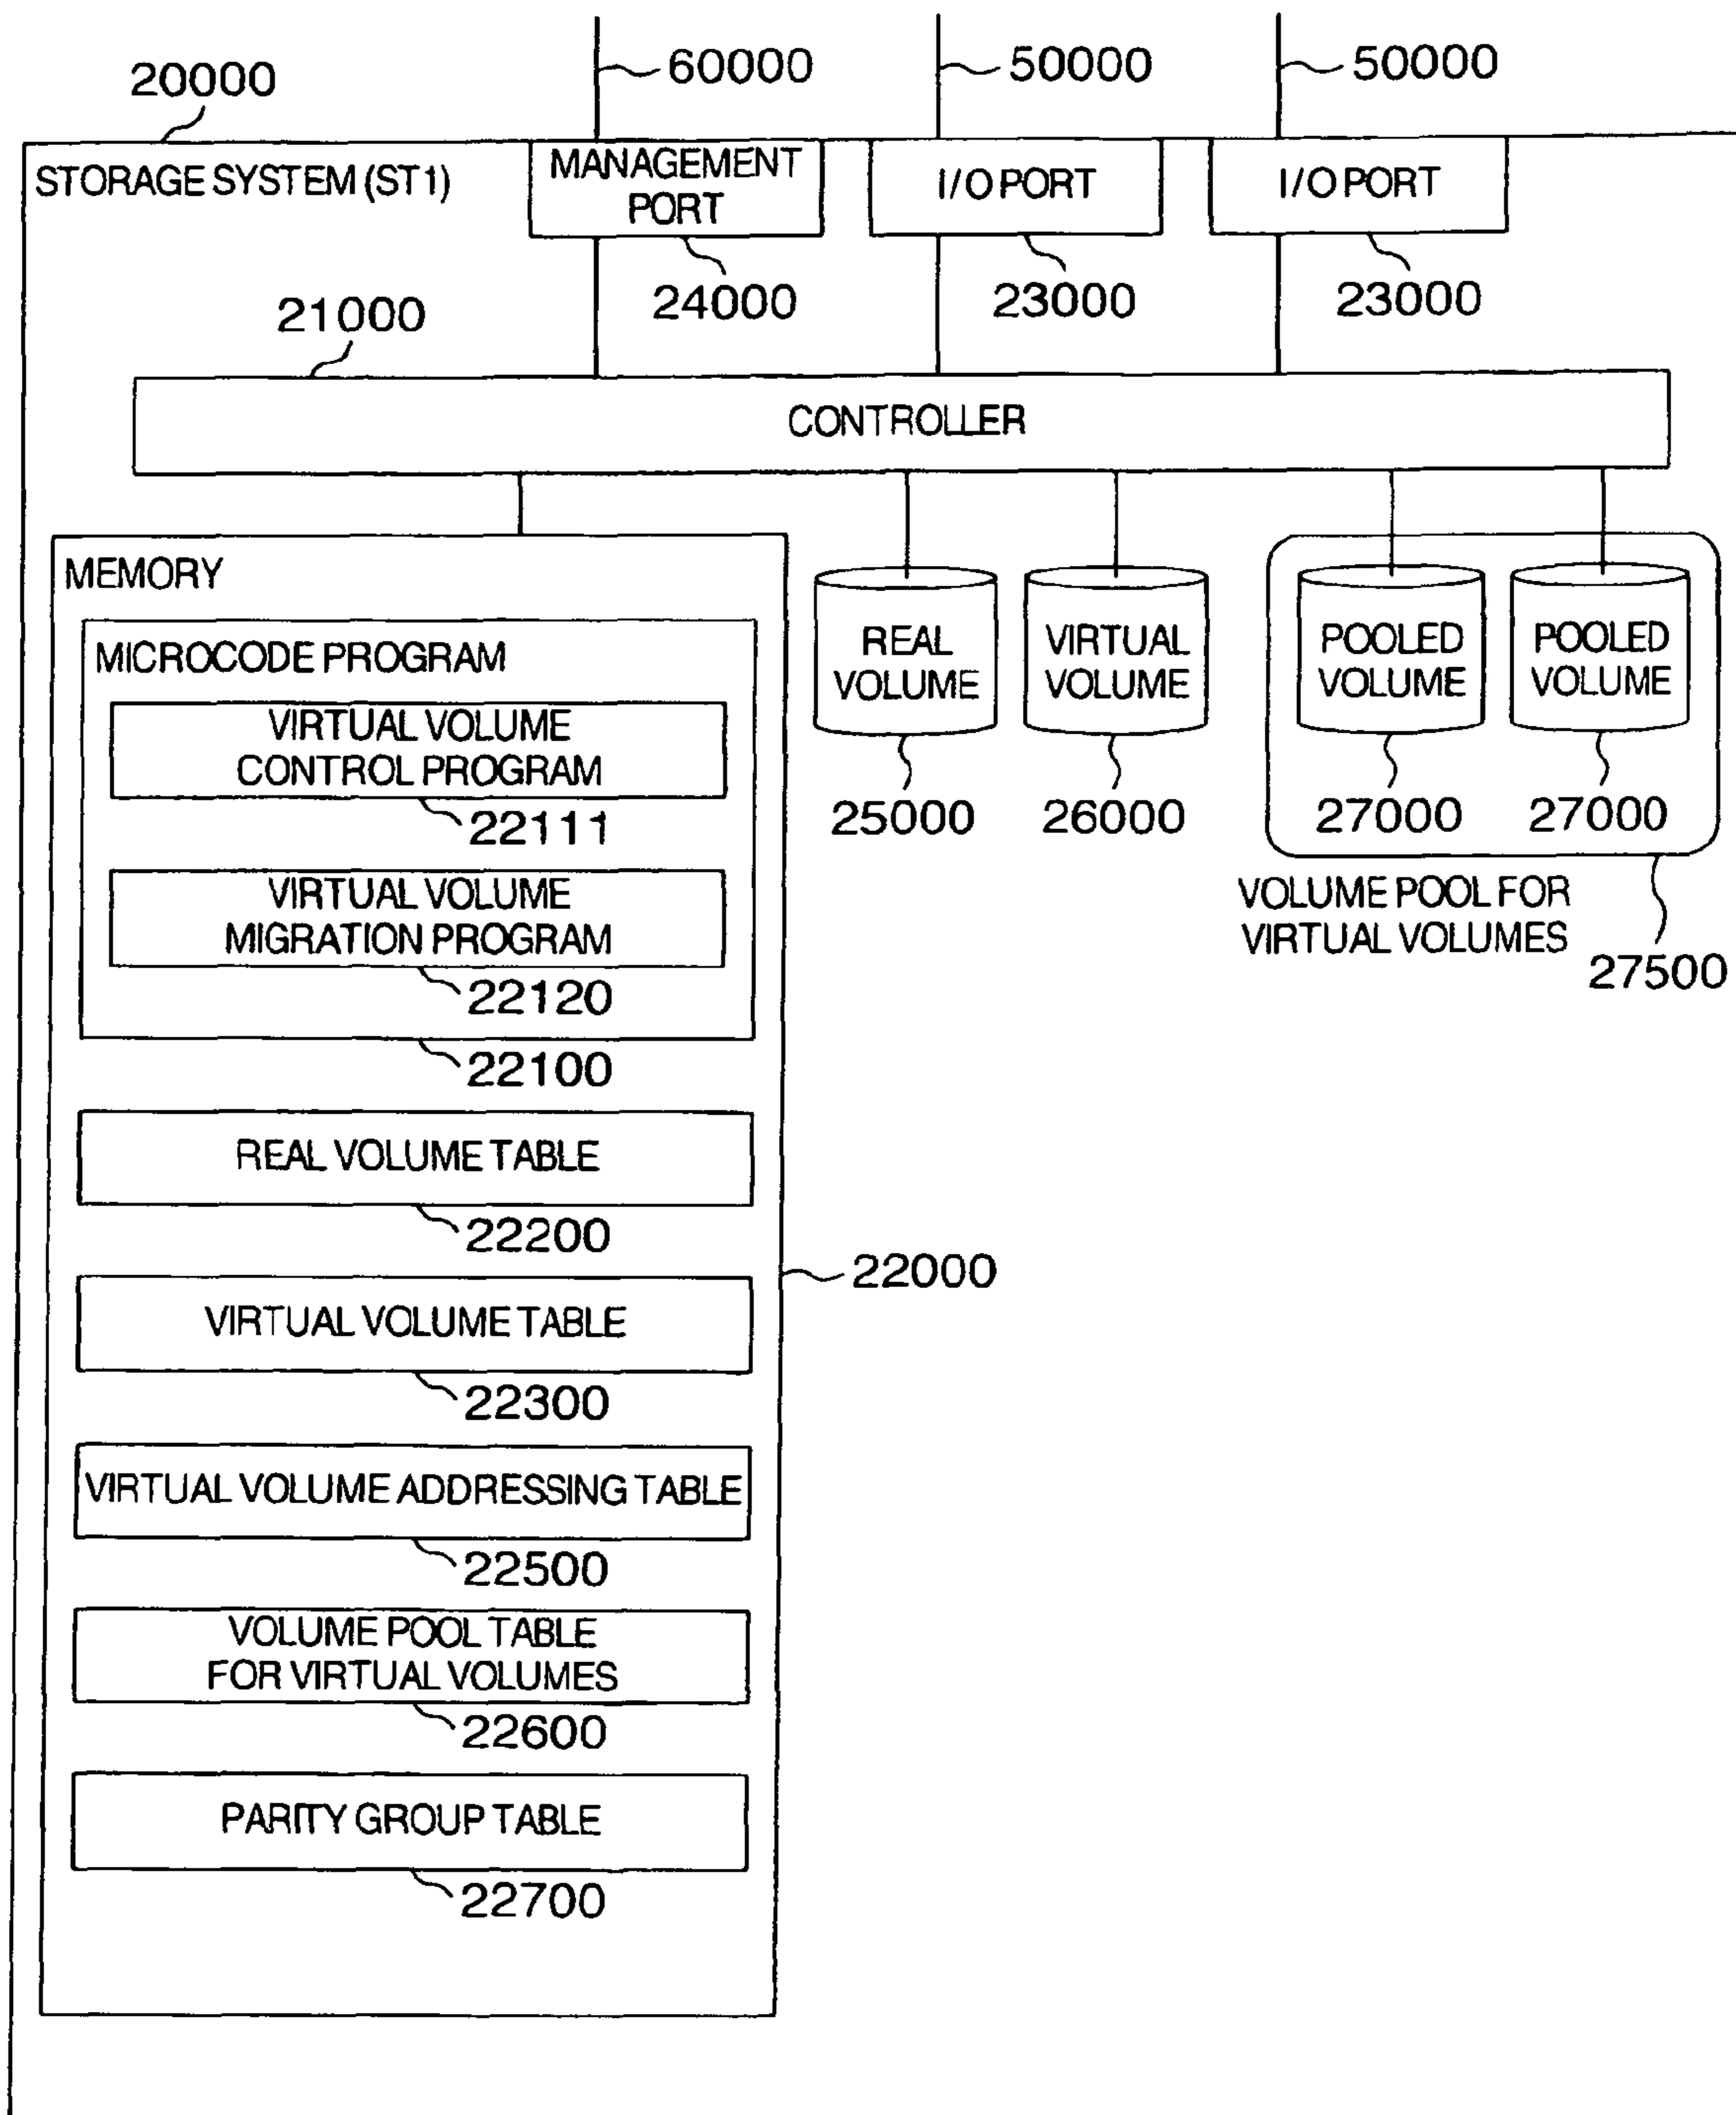 60000
50000
50000
20000
STORAGE SYSTEM (ST1)
MANAGEMENT
PORT
I/O PORT
I/O PORT
24000
23000
23000
21000
CONTROLLER
MEMORY
MICROCODE PROGRAM
VIRTUAL VOLUME
CONTROL PROGRAM
22111
VIRTUAL VOLUME
MIGRATION PROGRAM
22120
22100
REAL VOLUME TABLE
22200
VIRTUAL VOLUME TABLE
22300
VIRTUAL VOLUME ADDRESSING TABLE
22500
VOLUME POOL TABLE
FOR VIRTUAL VOLUMES
22600
PARITY GROUP TABLE
22700
22000
REAL
VOLUME
25000
VIRTUAL
VOLUME
26000
POOLED
VOLUME
27000
POOLED
VOLUME
27000
VOLUME POOL FOR
VIRTUAL VOLUMES
27500